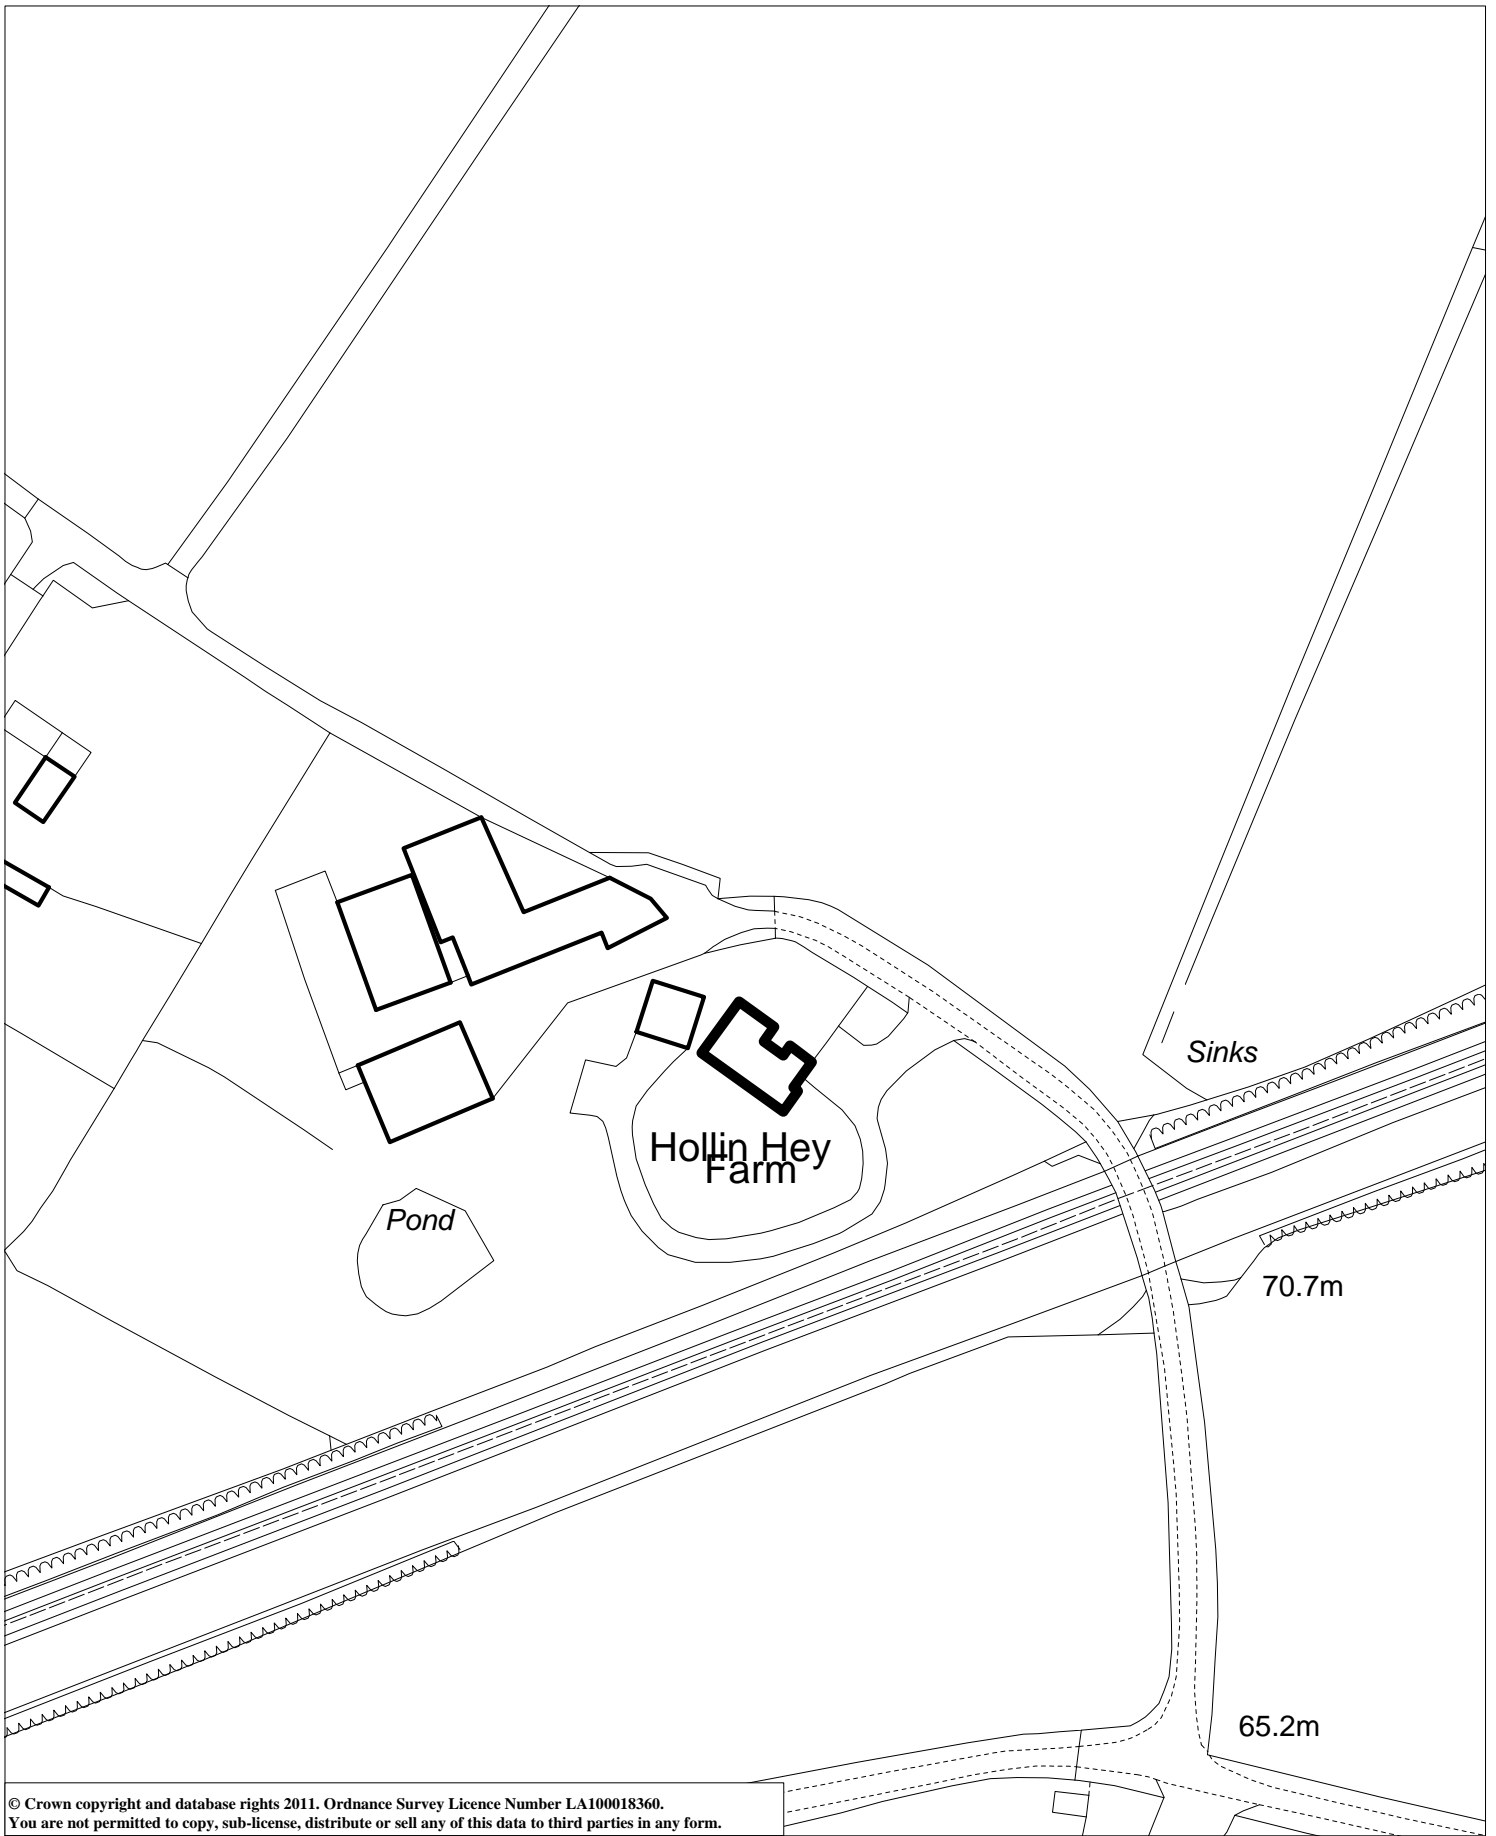 Sinks
Hollin Hey
Farm
Pond
70.7m
65.2m
© Crown copyright and database rights 2011. Ordnance Survey Licence Number LA100018360.
You are not permitted to copy, sub-license, distribute or sell any of this data to third parties in any form.